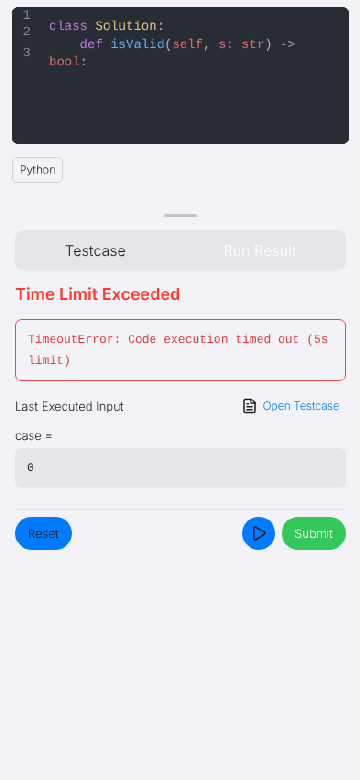 1
class Solution:
2
def isValid(self, s: str) ->
bool:
3
Python
Testcase
Run Result
Time Limit Exceeded
TimeoutError: Code execution timed out (5s
limit)
Last Executed Input
Open Testcase
case =
0
Reset
Submit